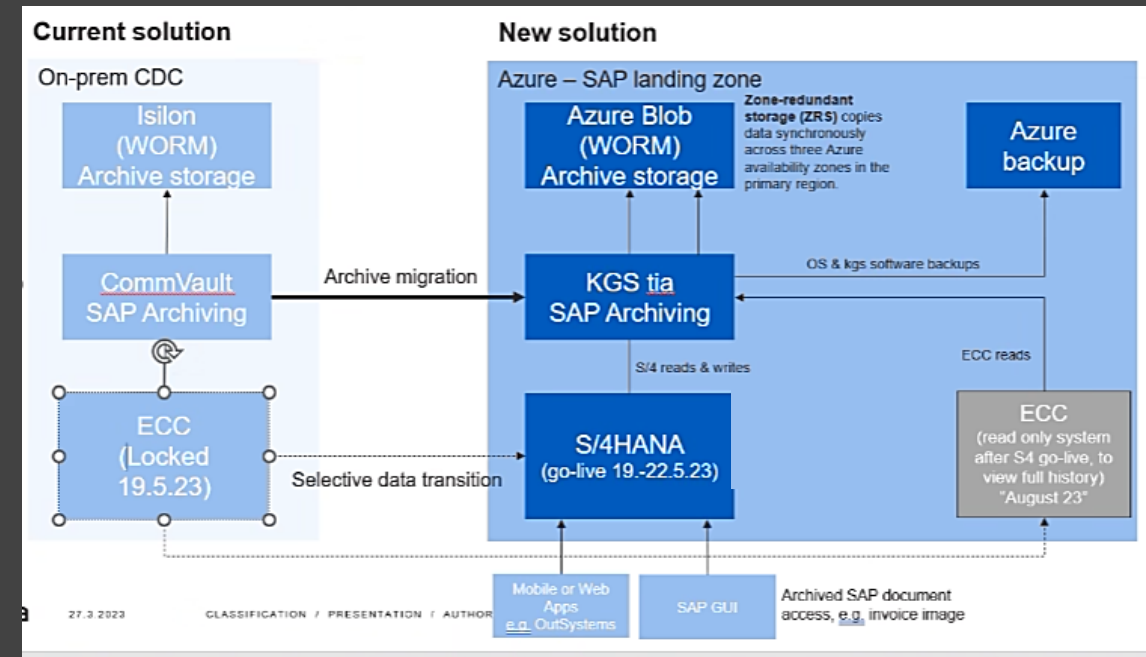 Current solution
New solution
On-prem CDC
Isilon
(WORM)
Archive storage
CommVault
SAP Archiving
ECC
(Locked
19.5.23)
Archive migration
Selective data transition
Azure – SAP landing zone
Azure Blob
(WORM)
Archive storage
Zone-redundant
storage (ZRS) copies
data synchronously
across three Azure
availability zones in the
primary region.
Azure
backup
KGS tia
SAP Archiving
OS & kgs software backups
S/4 reads & writes
ECC reads
S/4HANA
(go-live 19.-22.5.23)
ECC
(read only system
after S4 go-live, to
view full history)
"August 23"
Mobile or Web
Apps
e.g. OutSystems
SAP GUI
Archived SAP document
access, e.g. invoice image
a
27.3.2023
CLASSIFICATION / PRESENTATION / AUTHOR